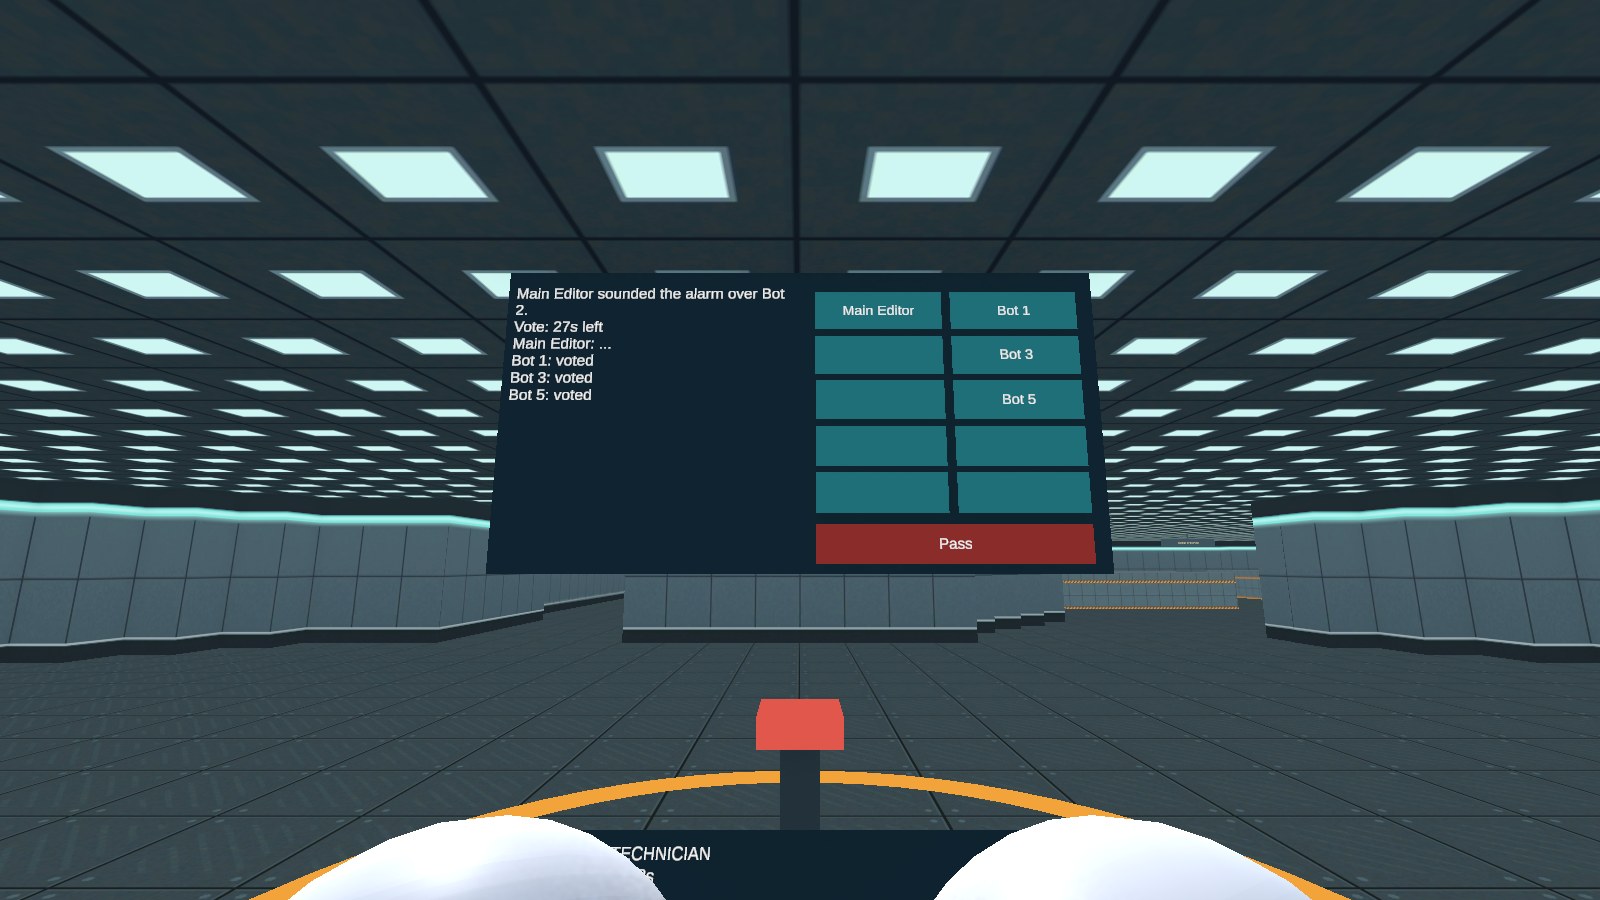 Main Editor sounded the alarm over Bot
2.
Vote: 27s left
Main Editor: ...
Bot 1: voted
Bot 3: voted
Bot 5: voted
Main Editor
Bot 1
Bot 3
Bot 5
Pass
TECHNICIAN